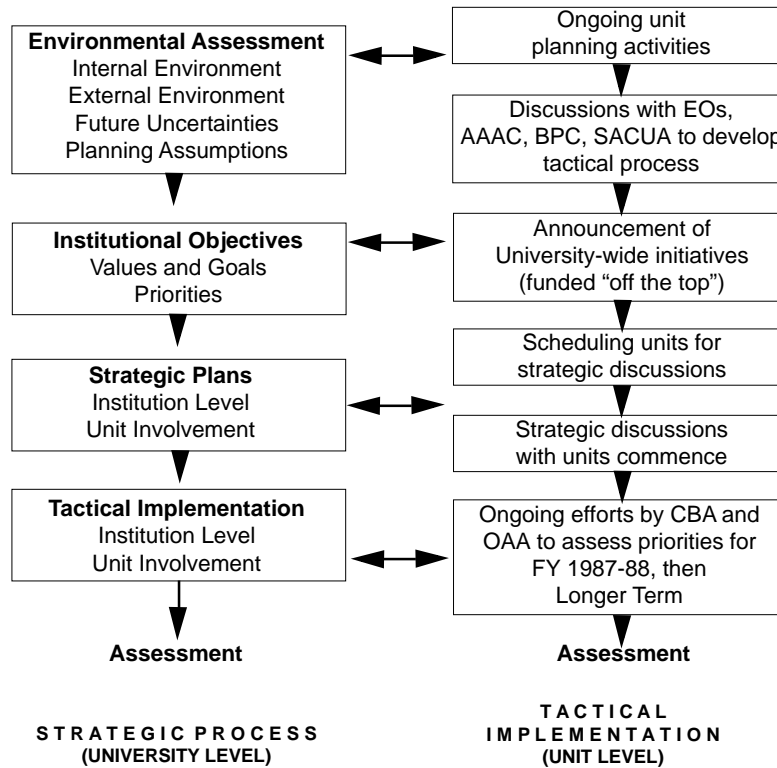 Environmental Assessment
Internal Environment
External Environment
Future Uncertainties
Planning Assumptions
Institutional Objectives
Values and Goals
Priorities
Strategic Plans
Institution Level
Unit Involvement
Tactical Implementation
Institution Level
Unit Involvement
Assessment
STRATEGIC PROCESS
(UNIVERSITY LEVEL)
Ongoing unit
planning activities
Discussions with EOs,
AAAC, BPC, SACUA to develop
tactical process
Announcement of
University-wide initiatives
(funded “off the top”)
Scheduling units for
strategic discussions
Strategic discussions
with units commence
Ongoing efforts by CBA and
OAA to assess priorities for
FY 1987-88, then
Longer Term
Assessment
TACTICAL
IMPLEMENTATION
(UNIT LEVEL)